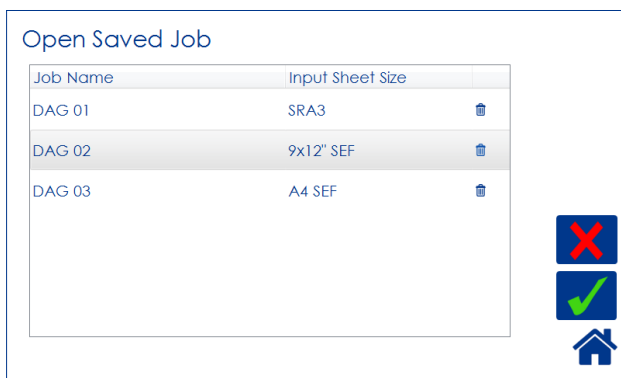 Open Saved Job
Job Name Input Sheet Size
DAG 01 SRA3
DAG 02 9x12" SEF
DAG 03 A4 SEF